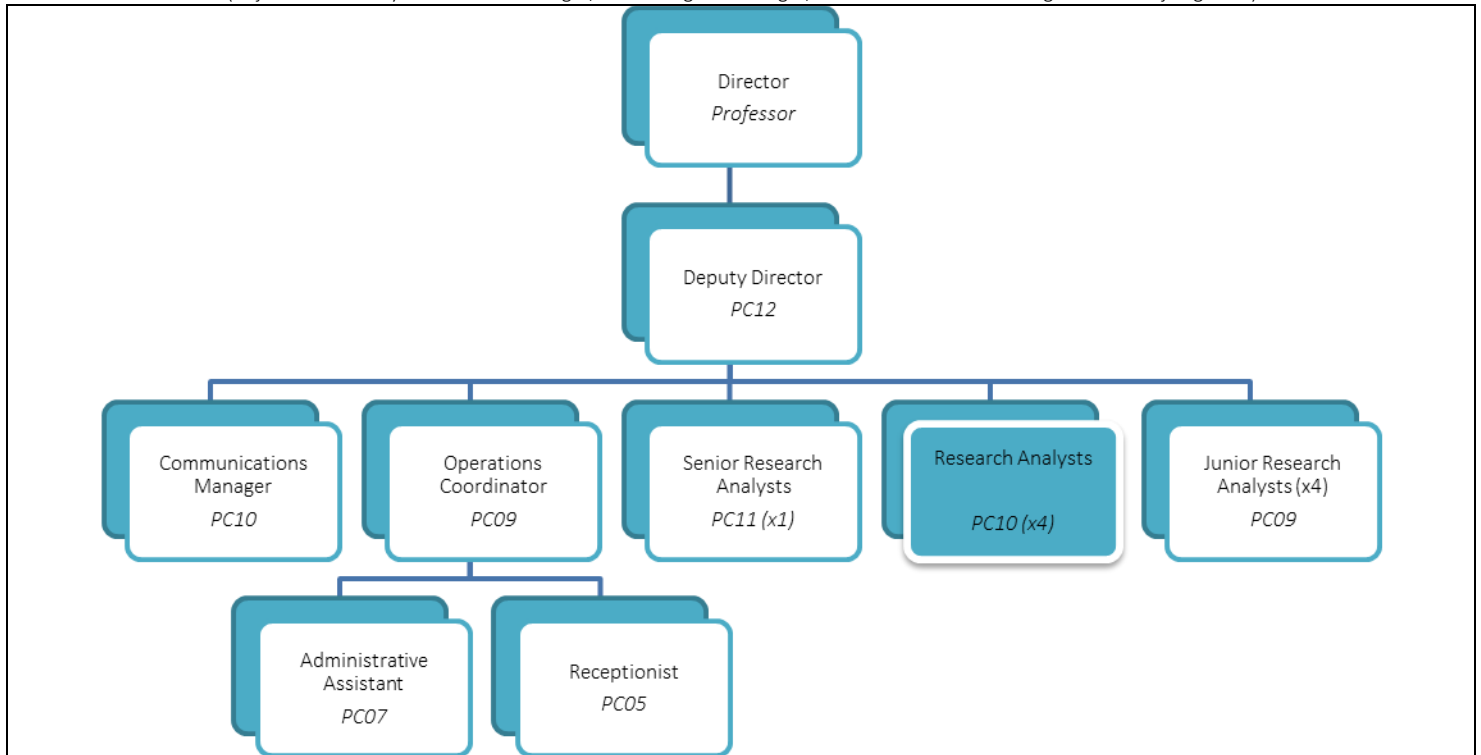 Director
Professor
Deputy Director
PC12
Communications
Manager
PC10
Operations
Coordinator
PC09
Senior Research
Analysts
PC11 (x1)
Research Analysts
PC10 (x4)
Junior Research
Analysts (x4)
PC09
Administrative
Assistant
PC07
Receptionist
PC05